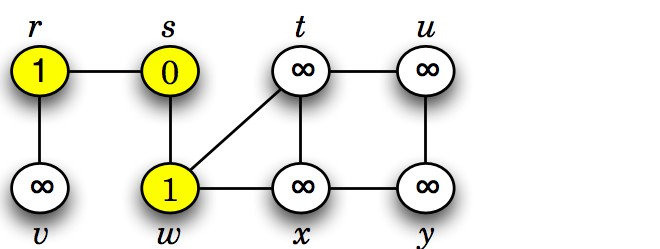 r s t u
1 0 ∞ ∞
∞ 1 ∞ ∞
v w x y